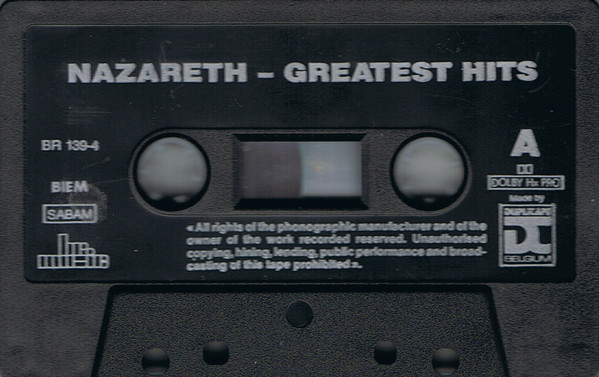 NAZARETH – GREATEST HITS
BR 139-4
A
BIEM
DOLBY HX PRO
SABAM
Made by
DUPLITAPE
BELGIUM
« All rights of the phonographic manufacturer and of the
owner of the work recorded reserved. Unauthorised
copying, hiring, lending, public performance and broad-
casting of this tape prohibited ».